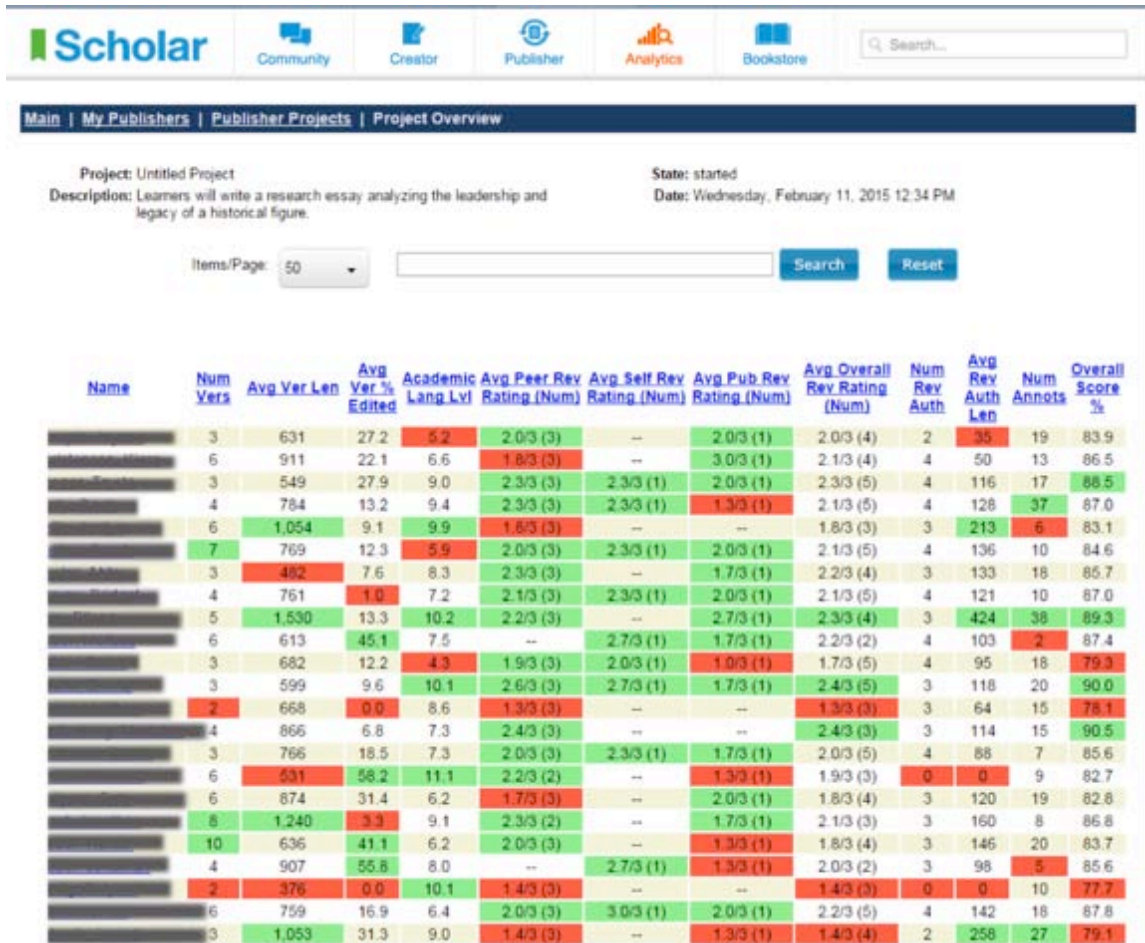 Scholar
Community Creator Publisher Analytics Bookstore Search...
Main | My Publishers | Publisher Projects | Project Overview
Project: Untitled Project State: started
Description: Learners will write a research essay analyzing the leadership and Date: Wednesday, February 11, 2015 12:34 PM
legacy of a historical figure.
Items/Page: 50 Search Reset
Name Num Vers Avg Ver Len Avg Ver % Edited Academic Lang Lvl Avg Peer Rev Rating (Num) Avg Self Rev Rating (Num) Avg Pub Rev Rating (Num) Avg Overall Rev Rating (Num) Num Rev Auth Avg Rev Auth Len Num Annots Overall Score %
3 631 27.2 5.2 2.0/3 (3) -- 2.0/3 (1) 2.0/3 (4) 2 35 19 83.9
6 911 22.1 6.6 1.8/3 (3) -- 3.0/3 (1) 2.1/3 (4) 4 50 13 86.5
3 549 27.9 9.0 2.3/3 (3) 2.3/3 (1) 2.0/3 (1) 2.3/3 (5) 4 116 17 88.5
4 784 13.2 9.4 2.3/3 (3) 2.3/3 (1) 1.3/3 (1) 2.1/3 (5) 4 128 37 87.0
6 1,054 9.1 9.9 1.8/3 (3) -- -- 1.8/3 (3) 3 213 6 83.1
7 769 12.3 5.9 2.0/3 (3) 2.3/3 (1) 2.0/3 (1) 2.1/3 (5) 4 136 10 84.6
3 482 7.6 8.3 2.3/3 (3) -- 1.7/3 (1) 2.2/3 (4) 3 133 18 85.7
4 761 1.0 7.2 2.1/3 (3) 2.3/3 (1) 2.0/3 (1) 2.1/3 (5) 4 121 10 87.0
5 1,530 13.3 10.2 2.2/3 (3) -- 2.7/3 (1) 2.3/3 (4) 3 424 38 89.3
6 613 45.1 7.5 -- 2.7/3 (1) 1.7/3 (1) 2.2/3 (2) 4 103 2 87.4
3 682 12.2 4.3 1.9/3 (3) 2.0/3 (1) 1.0/3 (1) 1.7/3 (5) 4 95 18 79.3
3 599 9.6 10.1 2.6/3 (3) 2.7/3 (1) 1.7/3 (1) 2.4/3 (5) 3 118 20 90.0
2 668 0.0 8.6 1.3/3 (3) -- -- 1.3/3 (3) 3 64 15 78.1
4 866 6.8 7.3 2.4/3 (3) -- -- 2.4/3 (3) 3 114 15 90.5
3 766 18.5 7.3 2.0/3 (3) 2.3/3 (1) 1.7/3 (1) 2.0/3 (5) 4 88 7 85.6
6 531 58.2 11.1 2.2/3 (2) -- 1.3/3 (1) 1.9/3 (3) 0 0 9 82.7
6 874 31.4 6.2 1.7/3 (3) -- 2.0/3 (1) 1.8/3 (4) 3 120 19 82.8
8 1,240 3.3 9.1 2.3/3 (2) -- 1.7/3 (1) 2.1/3 (3) 3 160 8 86.8
10 636 41.1 6.2 2.0/3 (3) -- 1.3/3 (1) 1.8/3 (4) 3 146 20 83.7
4 907 55.8 8.0 -- 2.7/3 (1) 1.3/3 (1) 2.0/3 (2) 3 98 5 85.6
2 376 0.0 10.1 1.4/3 (3) -- -- 1.4/3 (3) 0 0 10 77.7
6 759 16.9 6.4 2.0/3 (3) 3.0/3 (1) 2.0/3 (1) 2.2/3 (5) 4 142 18 87.8
3 1,053 31.3 9.0 1.4/3 (3) -- 1.3/3 (1) 1.4/3 (4) 2 258 27 79.1